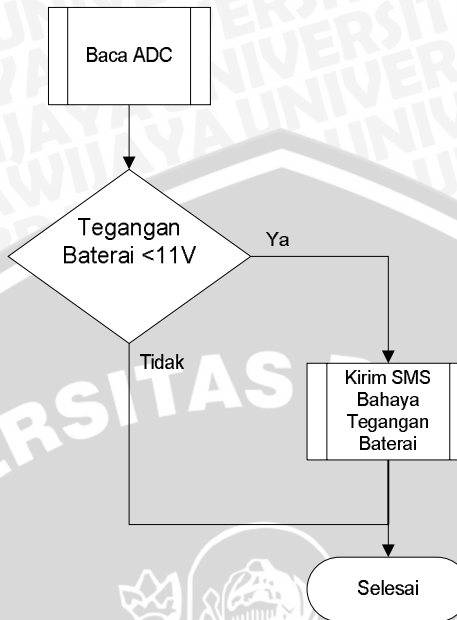 Baca ADC
Tegangan
Baterai <11V
Ya
Tidak
Kirim SMS
Bahaya
Tegangan
Baterai
Selesai